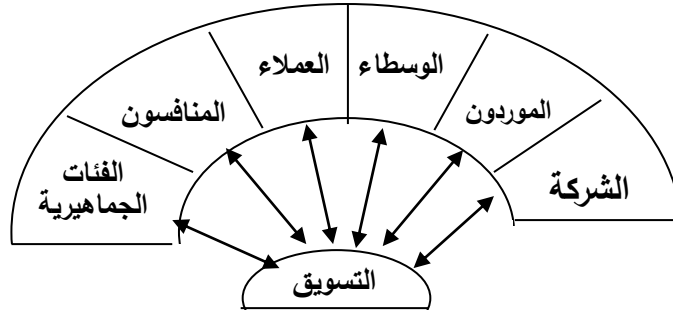 الشركة
الموردون
الوسطاء
العملاء
المنافسون
الفئات
الجماهيرية
التسويق